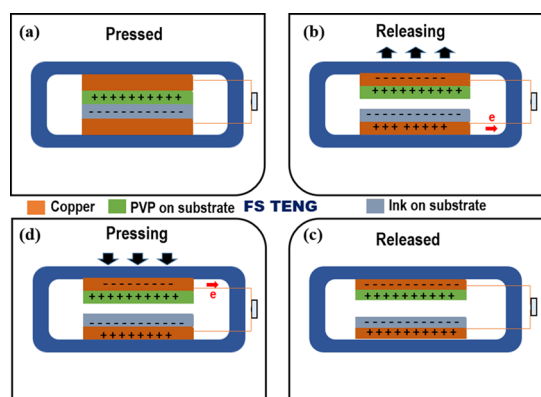 (a) Pressed
+ + + + + + + + + +
- - - - - - - - - - - -
(b) Releasing
- - - - - - - - -
+ + + + + + + + + +
- - - - - - - - - -
+ + + + + + + +
e
Copper PVP on substrate FS TENG Ink on substrate
(d) Pressing
- - - - - - - - - -
+ + + + + + + + + +
e
- - - - - - - - - -
+ + + + + + + +
(c) Released
- - - - - - - - - - -
+ + + + + + + + +
- - - - - - - - - -
+ + + + + + + + +